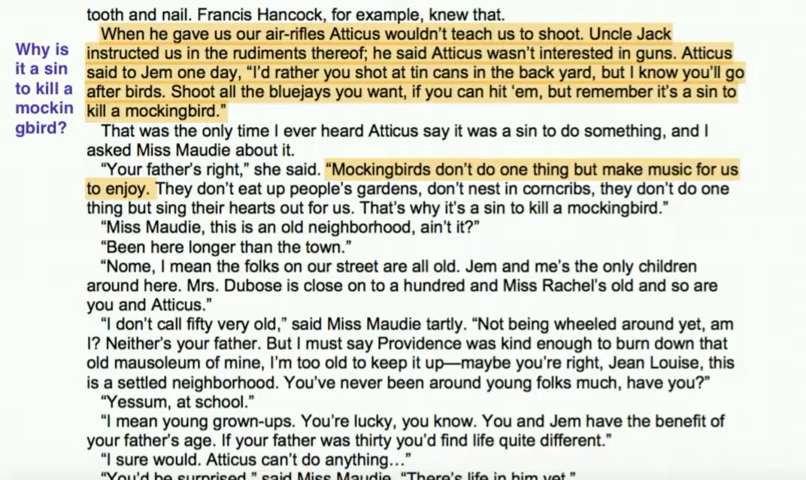 Why is
it a sin
to kill a
mockin
gbird?
tooth and nail. Francis Hancock, for example, knew that.
When he gave us our air-rifles Atticus wouldn't teach us to shoot. Uncle Jack
instructed us in the rudiments thereof; he said Atticus wasn't interested in guns. Atticus
said to Jem one day, “I'd rather you shot at tin cans in the back yard, but I know you'll go
after birds. Shoot all the bluejays you want, if you can hit ‘em, but remember it's a sin to
kill a mockingbird.”
That was the only time I ever heard Atticus say it was a sin to do something, and I
asked Miss Maudie about it.
“Your father's right,” she said. “Mockingbirds don't do one thing but make music for us
to enjoy. They don't eat up people's gardens, don't nest in corncribs, they don't do one
thing but sing their hearts out for us. That's why it's a sin to kill a mockingbird.”
“Miss Maudie, this is an old neighborhood, ain't it?”
“Been here longer than the town.”
“Nome, I mean the folks on our street are all old. Jem and me's the only children
around here. Mrs. Dubose is close on to a hundred and Miss Rachel's old and so are
you and Atticus.”
“I don't call fifty very old,” said Miss Maudie tartly. “Not being wheeled around yet, am
I? Neither's your father. But I must say Providence was kind enough to burn down that
old mausoleum of mine, I'm too old to keep it up—maybe you're right, Jean Louise, this
is a settled neighborhood. You've never been around young folks much, have you?”
“Yessum, at school.”
“I mean young grown-ups. You're lucky, you know. You and Jem have the benefit of
your father's age. If your father was thirty you'd find life quite different.”
“I sure would. Atticus can't do anything…”
“You'd be surprised,” said Miss Maudie. “There's life in him yet.”